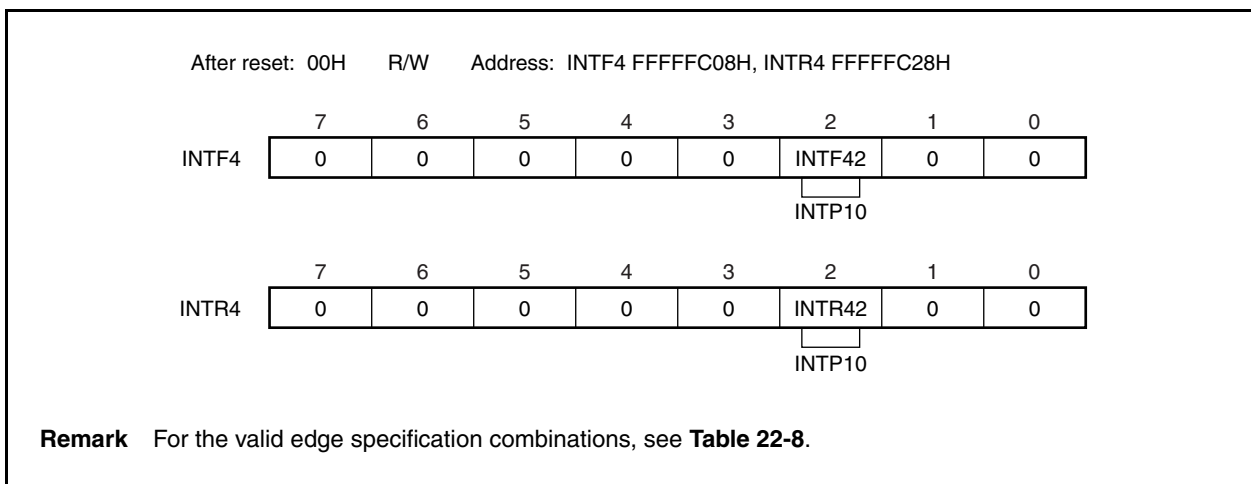 After reset: 00H R/W Address: INTF4 FFFFFC08H, INTR4 FFFFFC28H
7 6 5 4 3 2 1 0
INTF4 0 0 0 0 0 INTF42 0 0
INTP10
7 6 5 4 3 2 1 0
INTR4 0 0 0 0 0 INTR42 0 0
INTP10
Remark For the valid edge specification combinations, see Table 22-8.